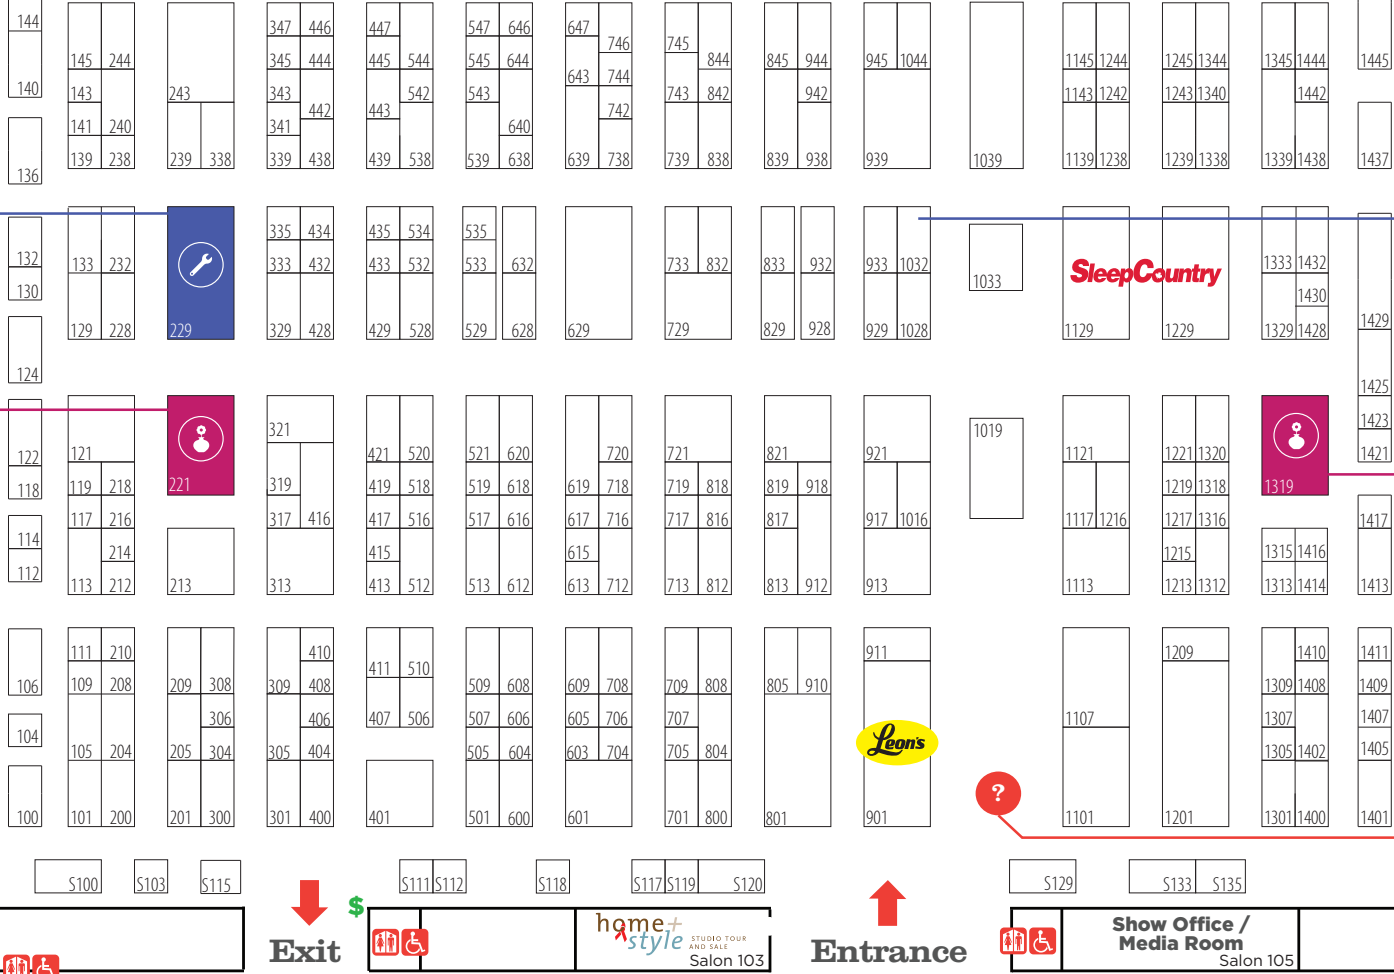 144 347 446 447 547 646 647 746 745
145 244 345 444 445 544 545 644 844 845 944 945 1044 1145 1244 1245 1344 1345 1444 1445
140 143 243 343 442 443 542 543 643 744 742 743 842 942 1143 1242 1243 1340 1442
141 240 341 640
136 139 238 239 338 339 438 439 538 539 638 639 738 739 838 839 938 939 1039 1139 1238 1239 1338 1339 1438 1437
335 434 435 534 535
132 133 232 333 432 433 532 533 632 733 832 833 932 933 1032 1033 SleepCountry 1333 1432
130 1430
129 228 229 329 428 429 528 529 628 629 729 829 928 929 1028 1129 1229 1329 1428 1429
124 1425
321 1019 1423
122 121 421 520 521 620 720 721 821 921 1121 1221 1320 1421
118 119 218 221 319 419 518 519 618 619 718 719 818 819 918 1219 1318 1319
117 216 317 416 417 516 517 616 617 716 717 816 817 917 1016 1117 1216 1217 1316 1417
114 214 415 615 1215 1315 1416
112 113 212 213 313 413 512 513 612 613 712 713 812 813 912 913 1113 1213 1312 1313 1414 1413
111 210 410 411 510 911 1209 1410 1411
106 109 208 209 308 309 408 509 608 609 708 709 808 805 910 1309 1408 1409
104 306 406 407 506 507 606 605 706 707 1107 1307 1407
105 204 205 304 305 404 505 604 603 704 705 804 Leon's 1305 1402 1405
?
100 101 200 201 300 301 400 401 501 600 601 701 800 801 901 1101 1201 1301 1400 1401
S100 S103 S115 S111 S112 S118 S117 S119 S120 S129 S133 S135
$
Exit
home+
style STUDIO TOUR
AND SALE
Salon 103
Entrance
Show Office /
Media Room
Salon 105